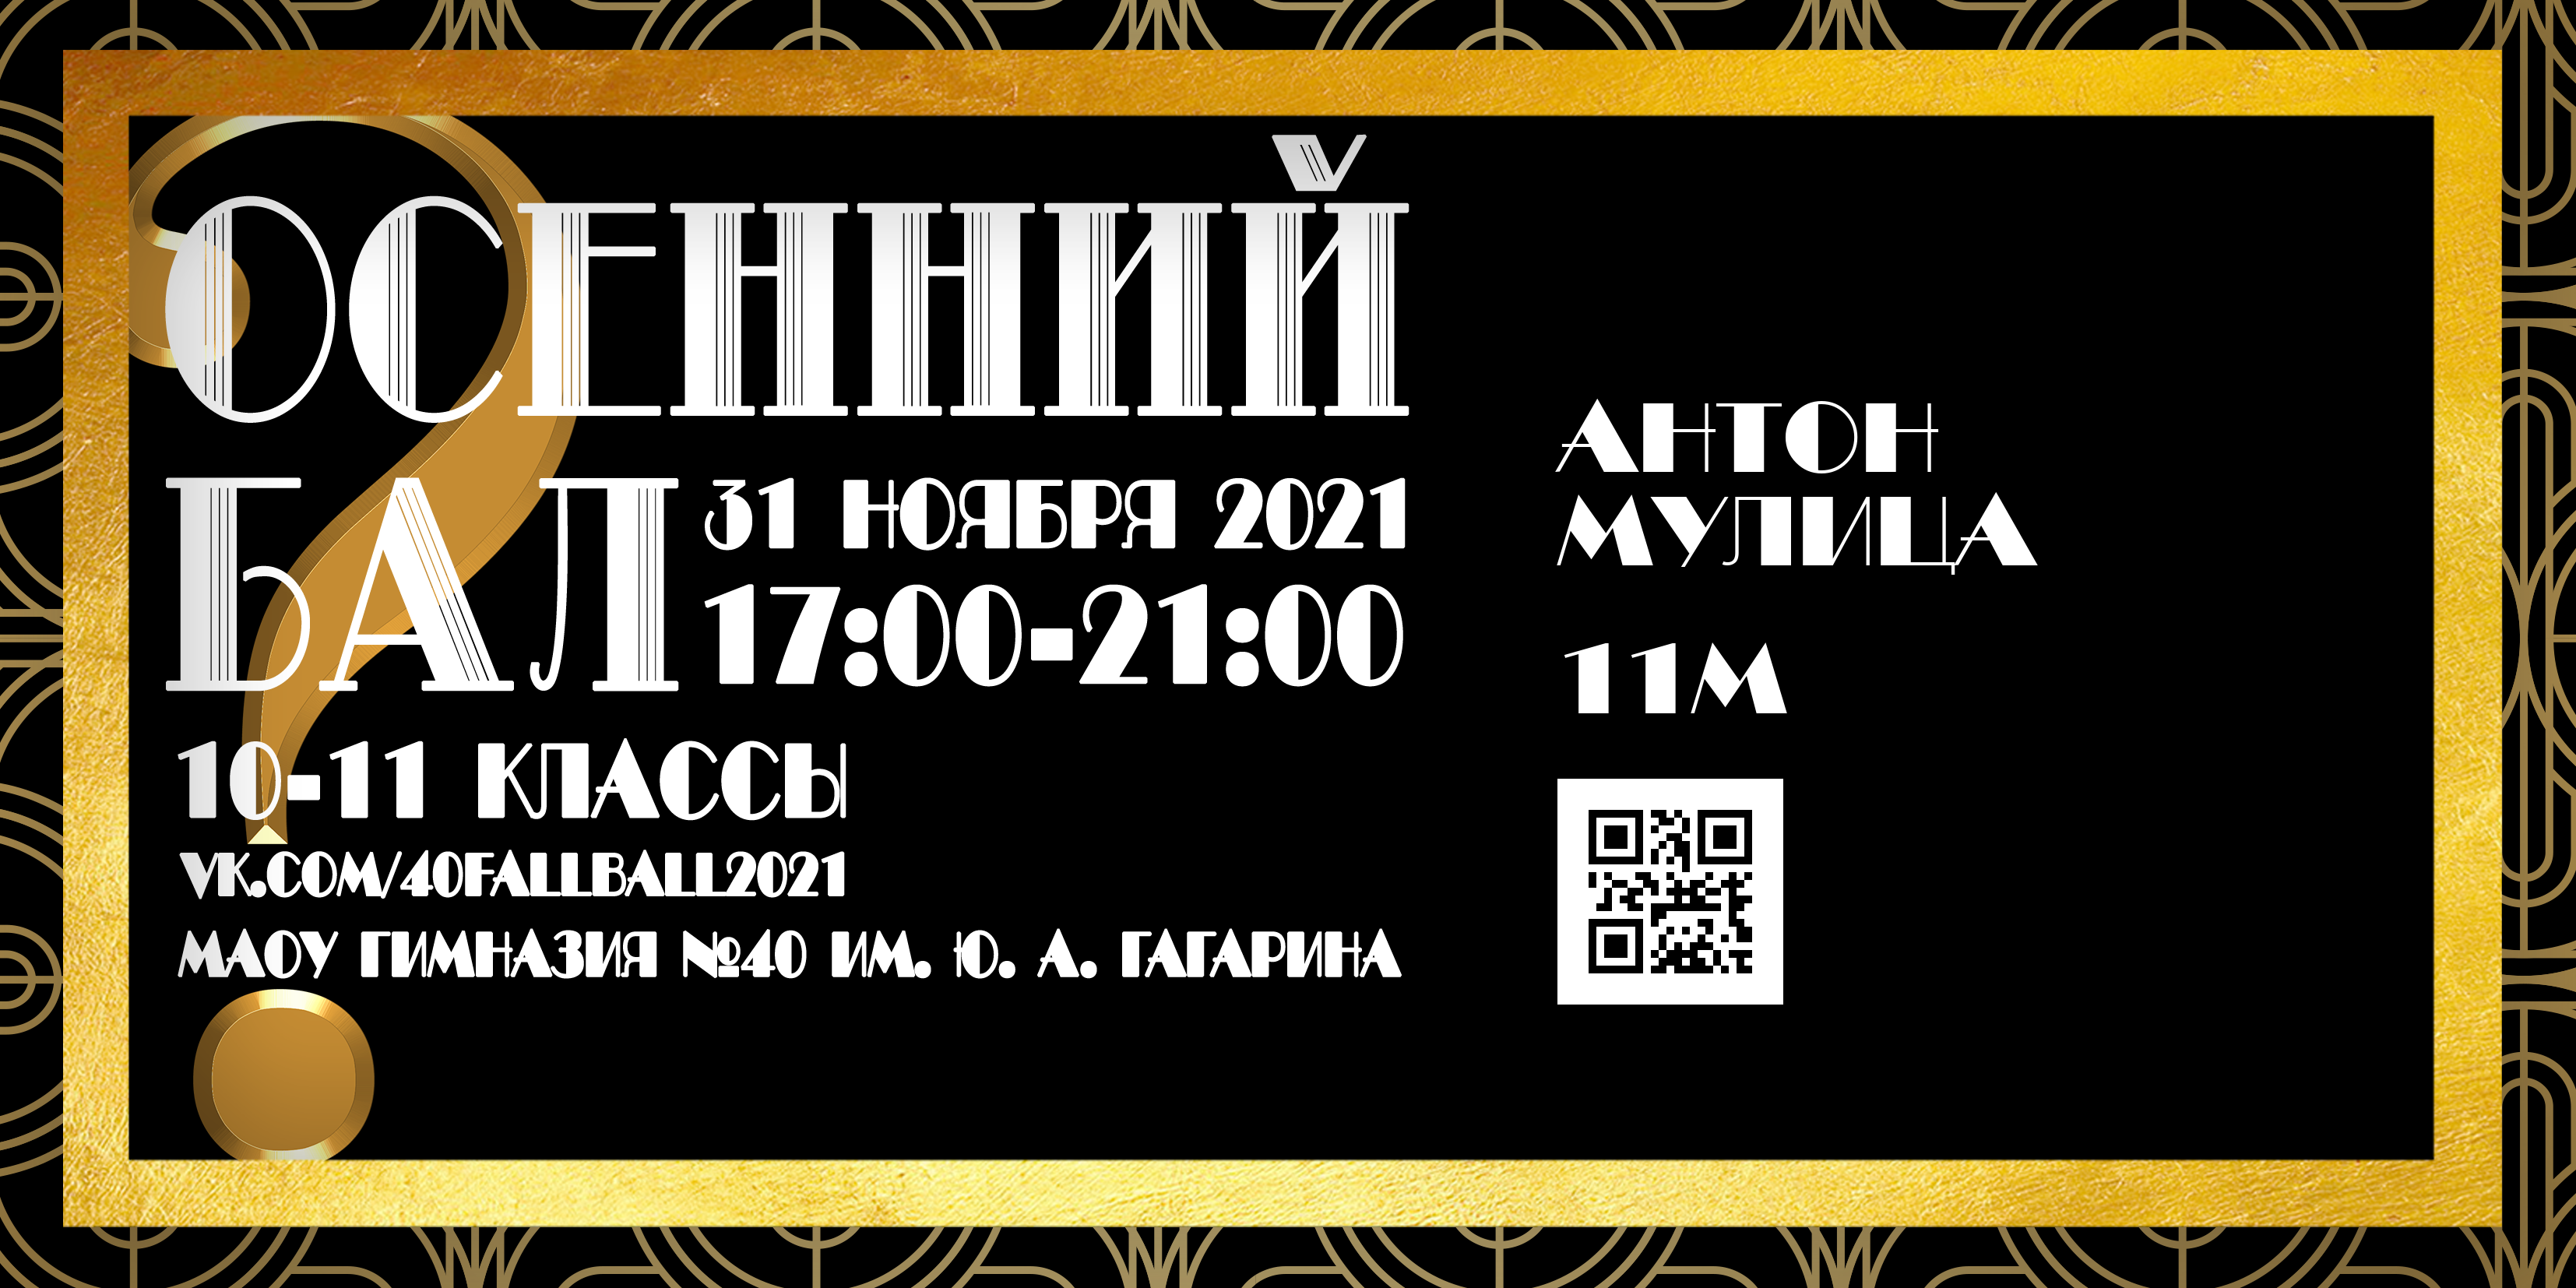 ОСЕННИЙ
БАЛ
31 НОЯБРЯ 2021
17:00-21:00
10-11 КЛАССЫ
VK.COM/40FALLBALL2021
МАОУ ГИМНАЗИЯ №40 ИМ. Ю. А. ГАГАРИНА
АНТОН
МУЛИЦА
11М